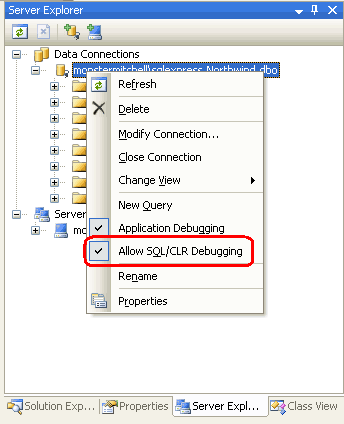 Server Explorer
Data Connections
monstermitchell\sqlexpress.Northwind.dbo
Refresh
Delete
Modify Connection...
Close Connection
Change View
New Query
Server
Application Debugging
mo
Allow SQL/CLR Debugging
Rename
Properties
Solution Exp... Properties Server Expl... Class View